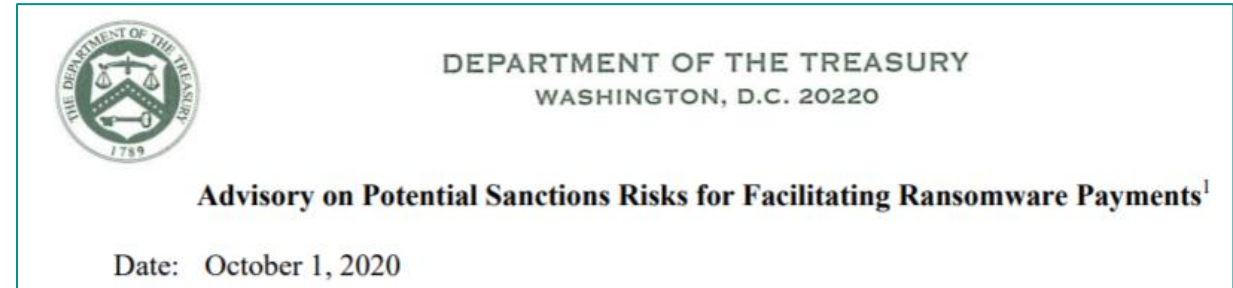 THE DEPARTMENT OF THE TREASURY
1789
DEPARTMENT OF THE TREASURY
WASHINGTON, D.C. 20220
Advisory on Potential Sanctions Risks for Facilitating Ransomware Payments¹
Date: October 1, 2020